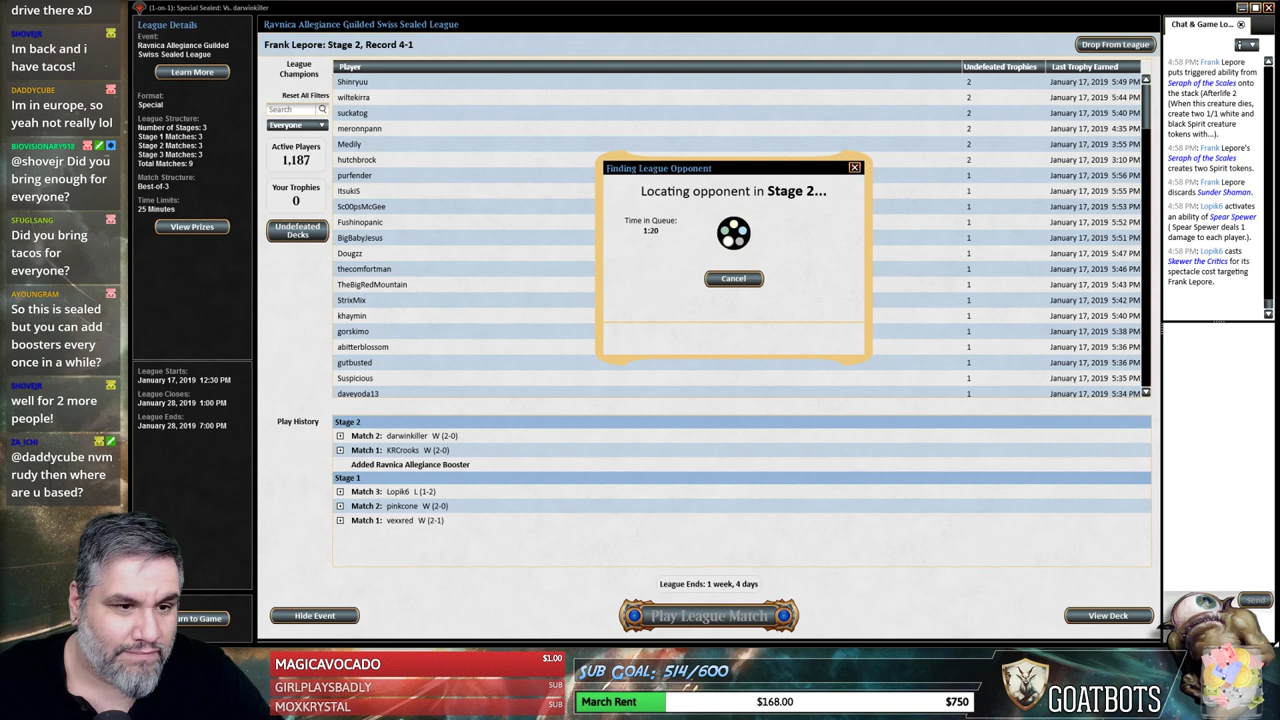 drive there xD
SHOVEJR
Im back and i
have tacos!
DADDYCUBE
Im in europe, so
yeah not really lol
BIOVISIONARY918
@shovejr Did you
bring enough for
everyone?
SFUGLSANG
Did you bring
tacos for
everyone?
AYOUNGRAM
So this is sealed
but you can add
boosters every
once in a while?
SHOVEJR
well for 2 more
people!
ZA_ICHI
@daddycube nvm
rudy then where
are u based?
(1-on-1): Special Sealed: Vs. darwinkiller
League Details
Event:
Ravnica Allegiance Guilded
Swiss Sealed League
Learn More
Format:
Special
League Structure:
Number of Stages: 3
Stage 1 Matches: 3
Stage 2 Matches: 3
Stage 3 Matches: 3
Total Matches: 9
Match Structure:
Best-of-3
Time Limits:
25 Minutes
View Prizes
League Starts:
January 17, 2019 12:30 PM
League Closes:
January 28, 2019 1:00 PM
League Ends:
January 28, 2019 7:00 PM
urn to Game
Ravnica Allegiance Guilded Swiss Sealed League
Frank Lepore: Stage 2, Record 4-1
Drop From League
League
Champions
Reset All Filters
Search
Everyone
Active Players
1,187
Your Trophies
0
Undefeated
Decks
Player Undefeated Trophies Last Trophy Earned
Shinryuu 2 January 17, 2019 5:49 PM
wiltekirra 2 January 17, 2019 5:44 PM
suckatog 2 January 17, 2019 5:40 PM
meronnpann 2 January 17, 2019 4:35 PM
Medily 2 January 17, 2019 3:55 PM
hutchbrock 2 January 17, 2019 3:10 PM
purfender 1 January 17, 2019 5:56 PM
ItsukiS 1 January 17, 2019 5:55 PM
Sc00psMcGee 1 January 17, 2019 5:53 PM
Fushinopanic 1 January 17, 2019 5:52 PM
BigBabyJesus 1 January 17, 2019 5:51 PM
Dougzz 1 January 17, 2019 5:47 PM
thecomfortman 1 January 17, 2019 5:46 PM
TheBigRedMountain 1 January 17, 2019 5:43 PM
StrixMix 1 January 17, 2019 5:42 PM
khaymin 1 January 17, 2019 5:40 PM
gorskimo 1 January 17, 2019 5:38 PM
abitterblossom 1 January 17, 2019 5:36 PM
gutbusted 1 January 17, 2019 5:36 PM
Suspicious 1 January 17, 2019 5:35 PM
daveyoda13 1 January 17, 2019 5:34 PM
Finding League Opponent
Locating opponent in Stage 2...
Time in Queue:
1:20
Cancel
Play History
Stage 2
Match 2: darwinkiller W (2-0)
Match 1: KRCrooks W (2-0)
Added Ravnica Allegiance Booster
Stage 1
Match 3: Lopik6 L (1-2)
Match 2: pinkcone W (2-0)
Match 1: vexxred W (2-1)
League Ends: 1 week, 4 days
Hide Event
Play League Match
View Deck
Chat & Game Lo...
4:58 PM: Frank
Lepore puts
triggered ability from
Seraph of the Scales
onto the stack (Afterlife 2
(When this creature dies,
create two 1/1 white and
black Spirit creature
tokens with...).
4:58 PM: Frank
Lepore's
Seraph of the Scales
creates two Spirit tokens.
4:58 PM: Frank Lepore
discards Sunder Shaman.
4:58 PM: Lopik6 activates
an ability of Spear Spewer
( Spear Spewer deals 1
damage to each player.).
4:58 PM: Lopik6 casts
Skewer the Critics for its
spectacle cost targeting
Frank Lepore.
Send
MAGICAVOCADO $1.00
GIRLPLAYSBADLY SUB
MOXKRYSTAL SUB
SUB GOAL: 514/600
March Rent $168.00 $750
GOATBOTS